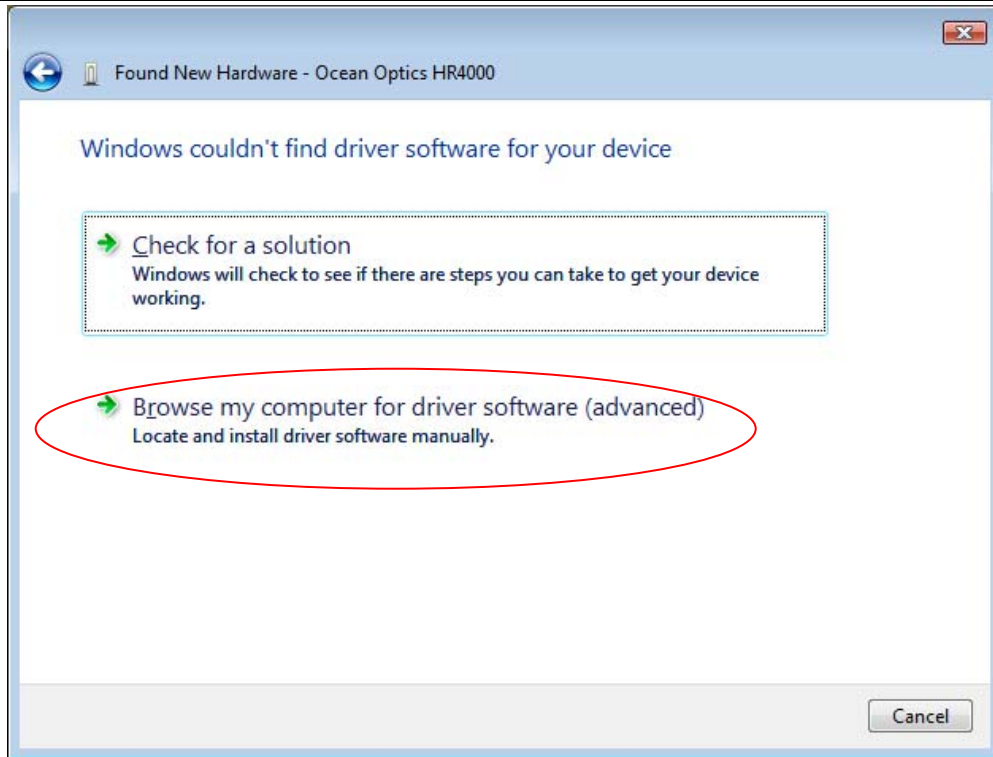 Found New Hardware - Ocean Optics HR4000
Windows couldn't find driver software for your device
Check for a solution
Windows will check to see if there are steps you can take to get your device
working.
Browse my computer for driver software (advanced)
Locate and install driver software manually.
Cancel